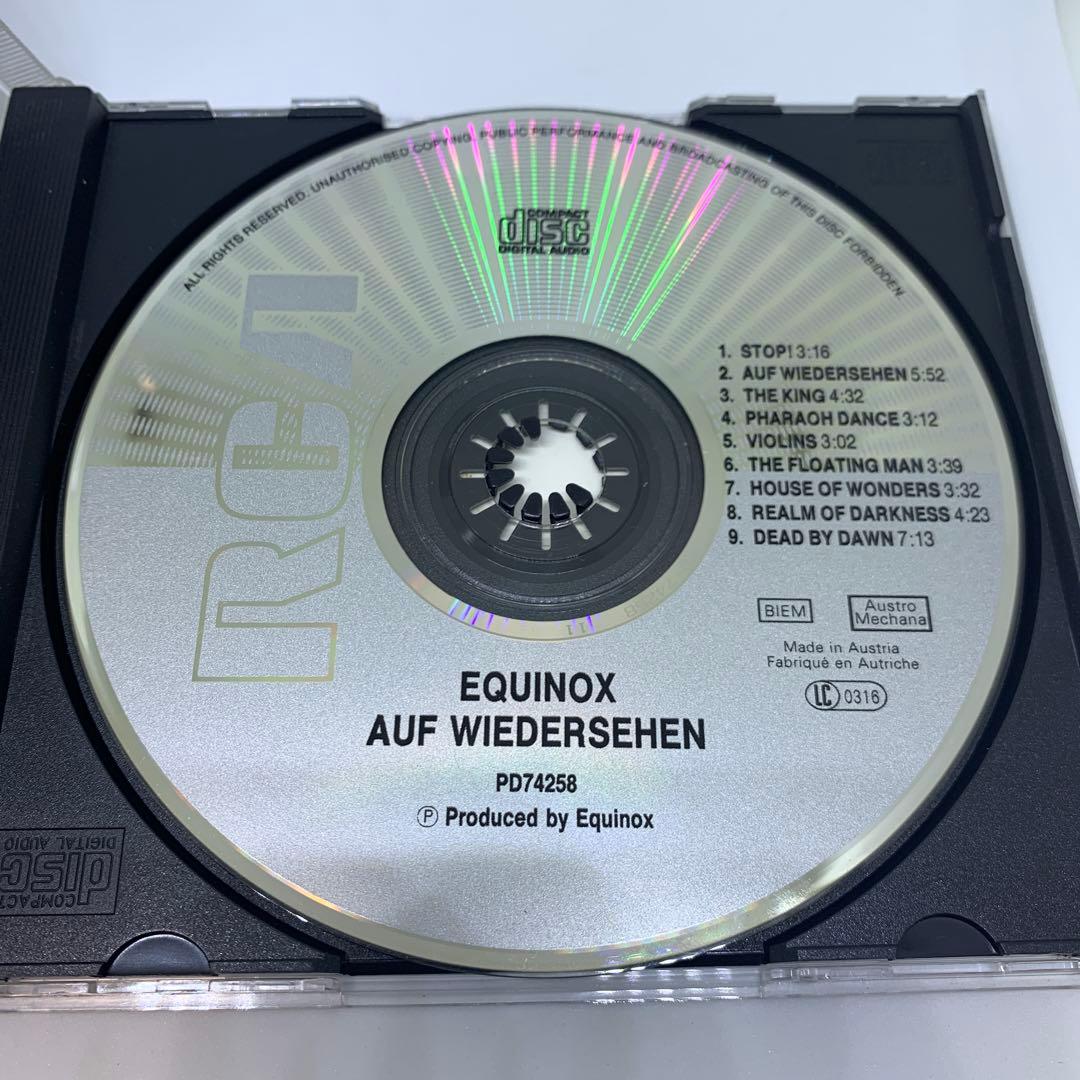 ALL RIGHTS RESERVED. UNAUTHORISED COPYING, PUBLIC PERFORMANCE AND BROADCASTING OF THIS DISC FORBIDDEN
COMPACT
disc
DIGITAL AUDIO
RCA
1. STOP! 3:16
2. AUF WIEDERSEHEN 5:52
3. THE KING 4:32
4. PHARAOH DANCE 3:12
5. VIOLINS 3:02
6. THE FLOATING MAN 3:39
7. HOUSE OF WONDERS 3:32
8. REALM OF DARKNESS 4:23
9. DEAD BY DAWN 7:13
BIEM
Austro
Mechana
Made in Austria
Fabriqué en Autriche
LC 0316
EQUINOX
AUF WIEDERSEHEN
PD74258
Ⓟ Produced by Equinox
COMPACT
disc
DIGITAL AUDIO